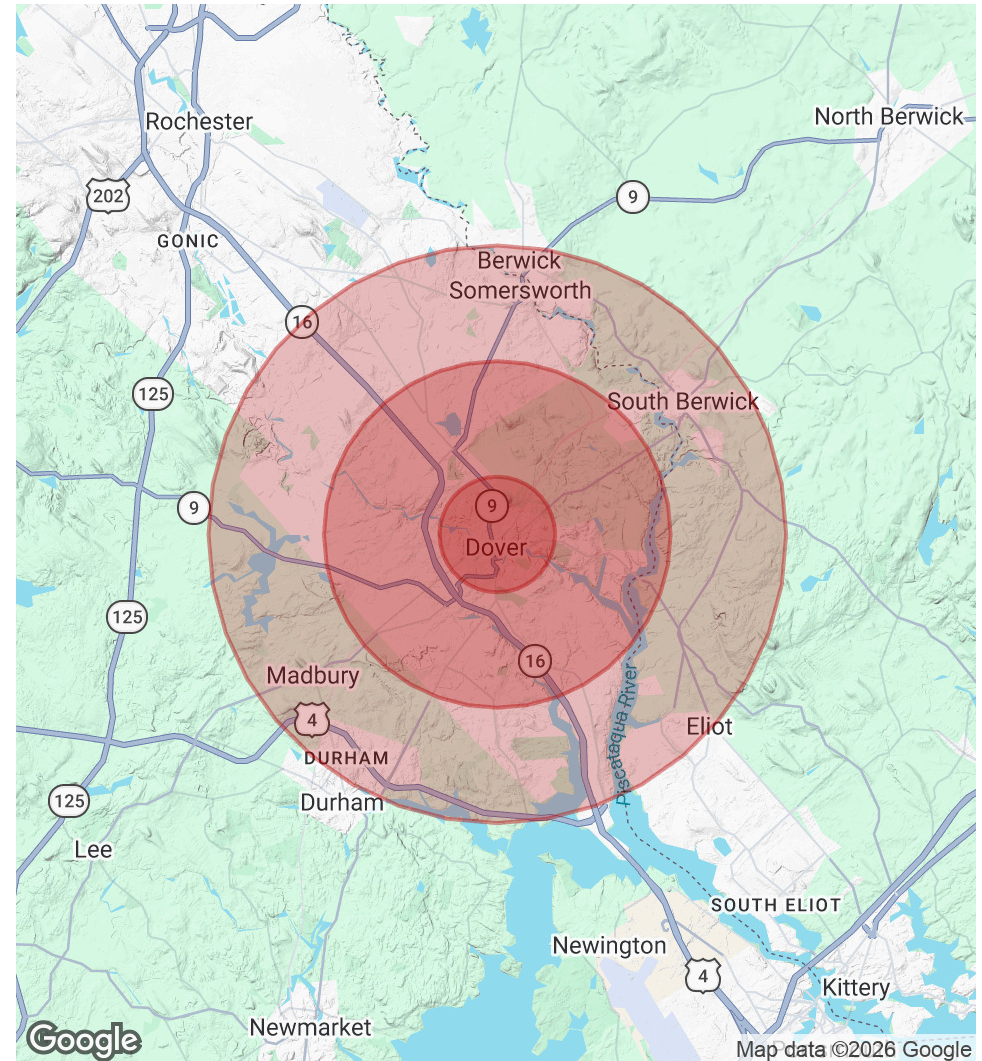 Rochester
North Berwick
202
9
GONIC
Berwick
Somersworth
16
125
South Berwick
9
9
Dover
125
16
Madbury
4
Eliot
DURHAM
Piscataqua River
Durham
125
Lee
SOUTH ELIOT
Newington
4
Kittery
Newmarket
Google
Map data ©2026 Google